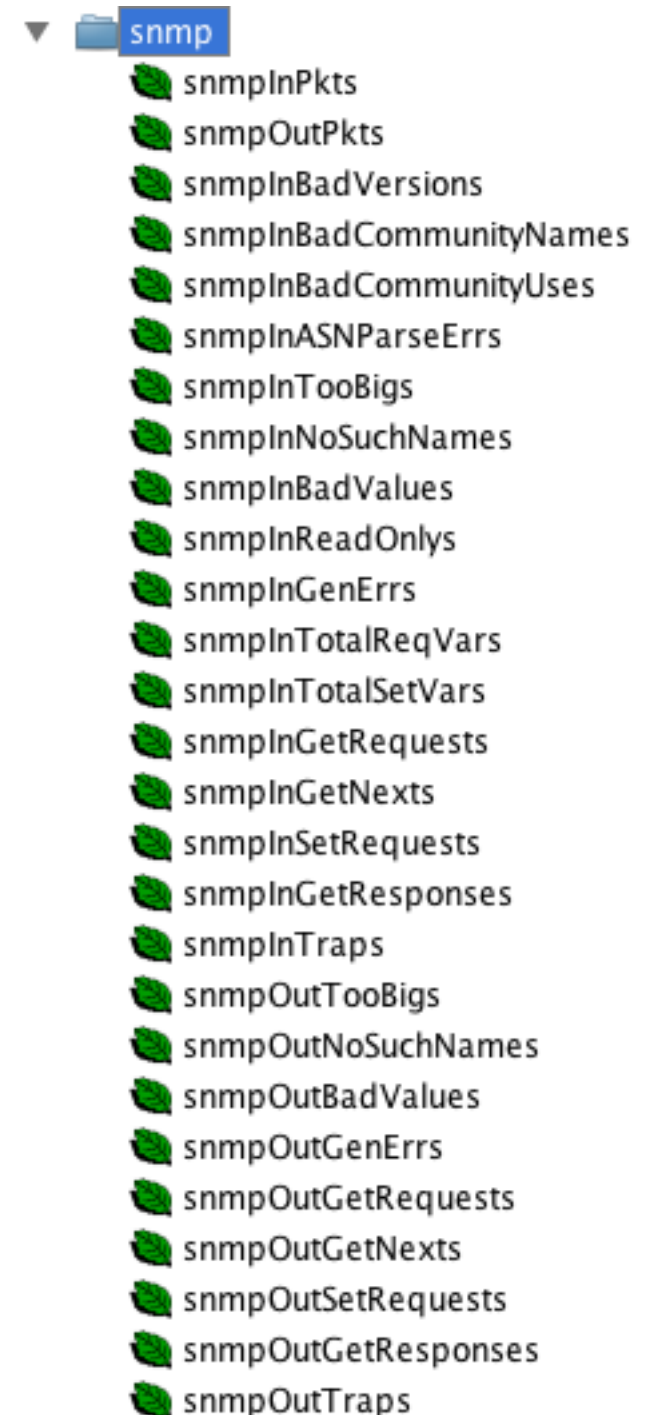 snmp
snmpInPkts
snmpOutPkts
snmpInBadVersions
snmpInBadCommunityNames
snmpInBadCommunityUses
snmpInASNParseErrs
snmpInTooBigs
snmpInNoSuchNames
snmpInBadValues
snmpInReadOnlys
snmpInGenErrs
snmpInTotalReqVars
snmpInTotalSetVars
snmpInGetRequests
snmpInGetNexts
snmpInSetRequests
snmpInGetResponses
snmpInTraps
snmpOutTooBigs
snmpOutNoSuchNames
snmpOutBadValues
snmpOutGenErrs
snmpOutGetRequests
snmpOutGetNexts
snmpOutSetRequests
snmpOutGetResponses
snmpOutTraps